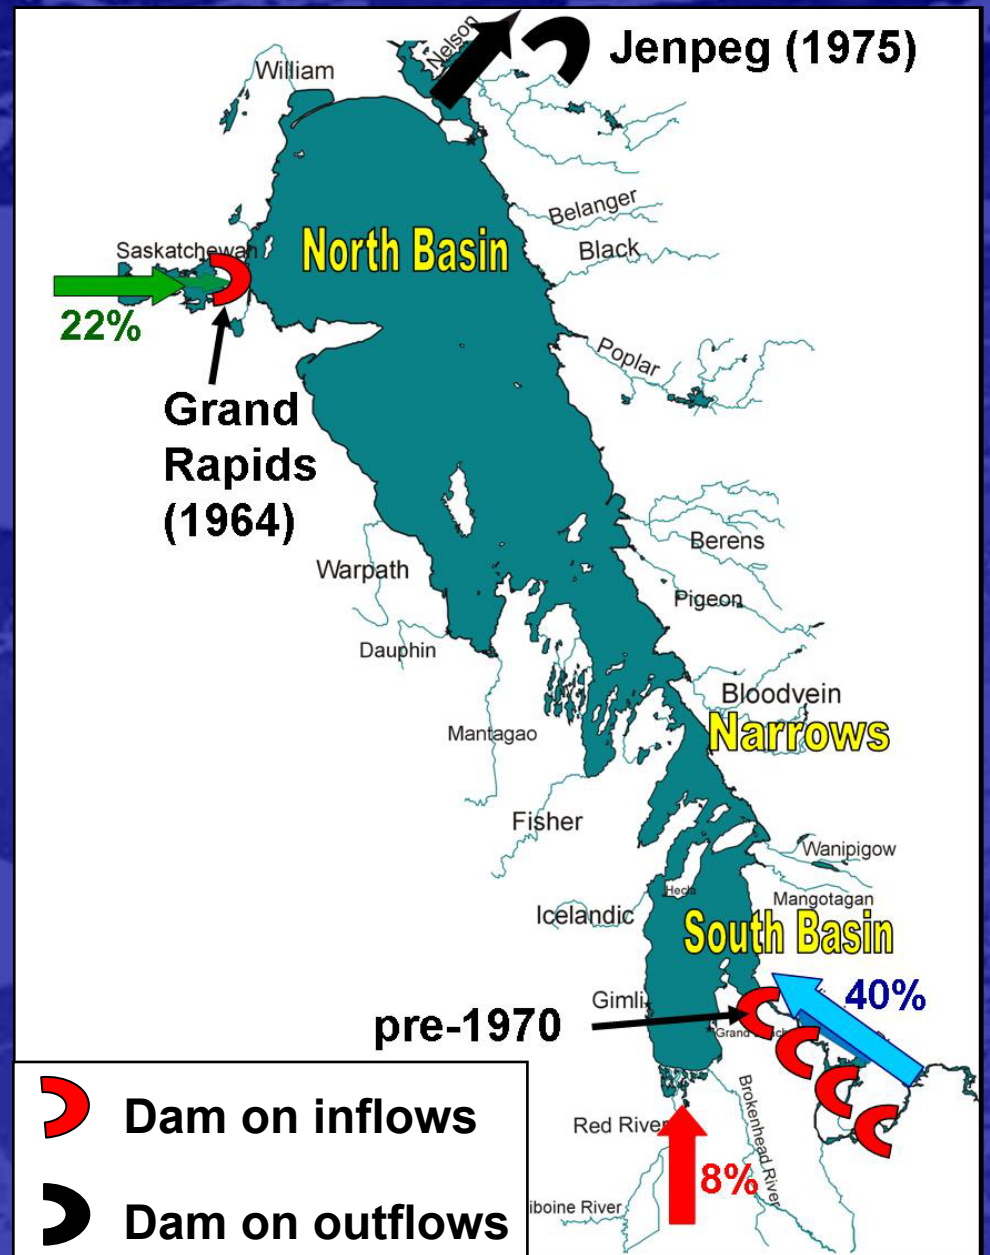 Nelson
Jenpeg (1975)
William
Belanger
Black
North Basin
Saskatchewan
22%
Poplar
Grand
Rapids
(1964)
Berens
Warpath
Pigeon
Dauphin
Bloodvein
Narrows
Mantagao
Fisher
Wanipigow
Hecla
Mangotagan
Icelandic
South Basin
40%
Gimli
pre-1970
Grand
Brokenhead River
Dam on inflows
Red River
8%
iboine River
Dam on outflows